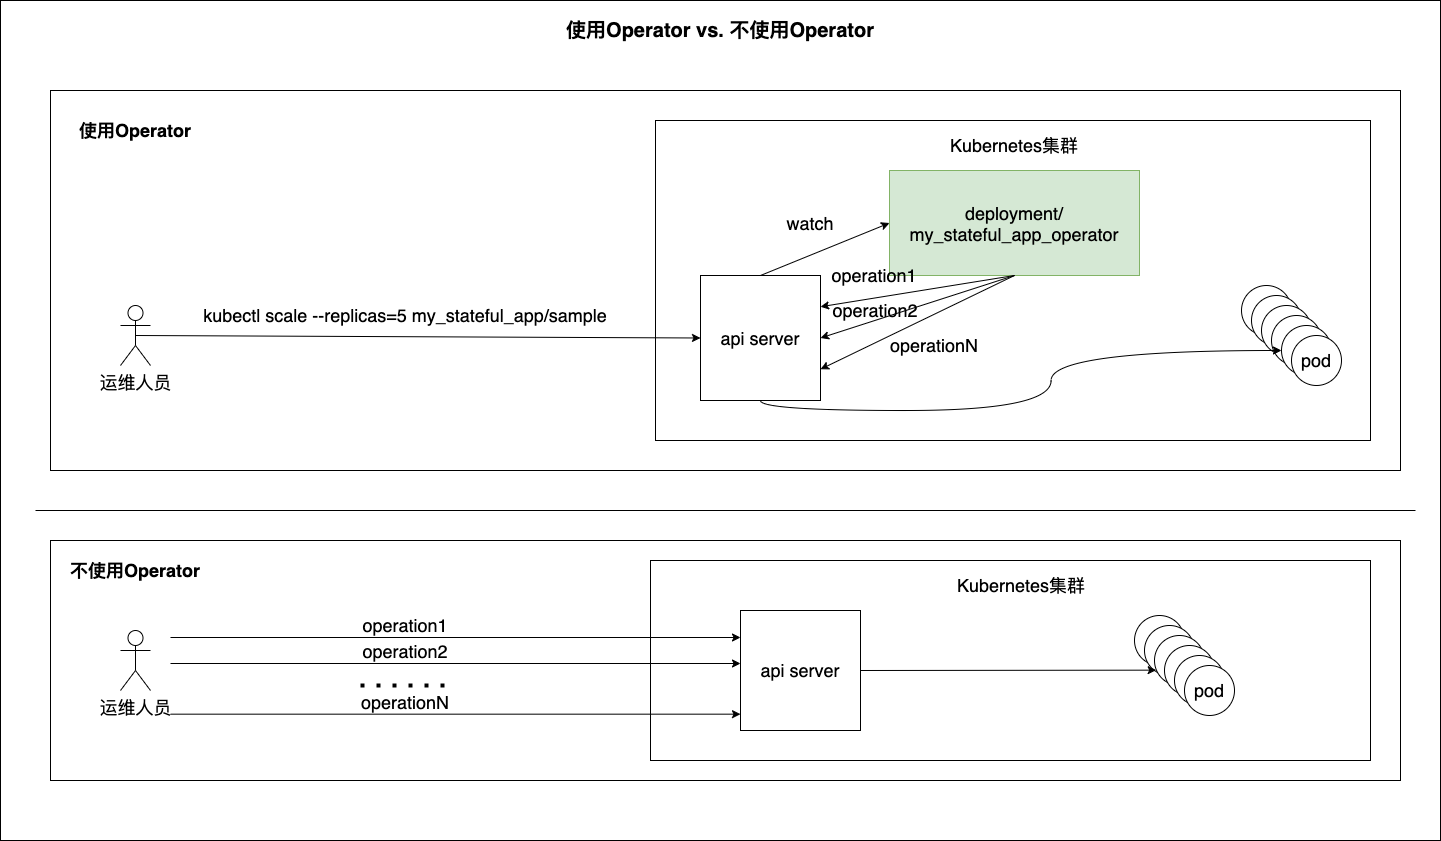 使用Operator vs. 不使用Operator
使用Operator
Kubernetes集群
deployment/
my_stateful_app_operator
watch
operation1
operation2
operationN
kubectl scale --replicas=5 my_stateful_app/sample
api server
pod
运维人员
不使用Operator
Kubernetes集群
operation1
operation2
......
operationN
api server
pod
运维人员